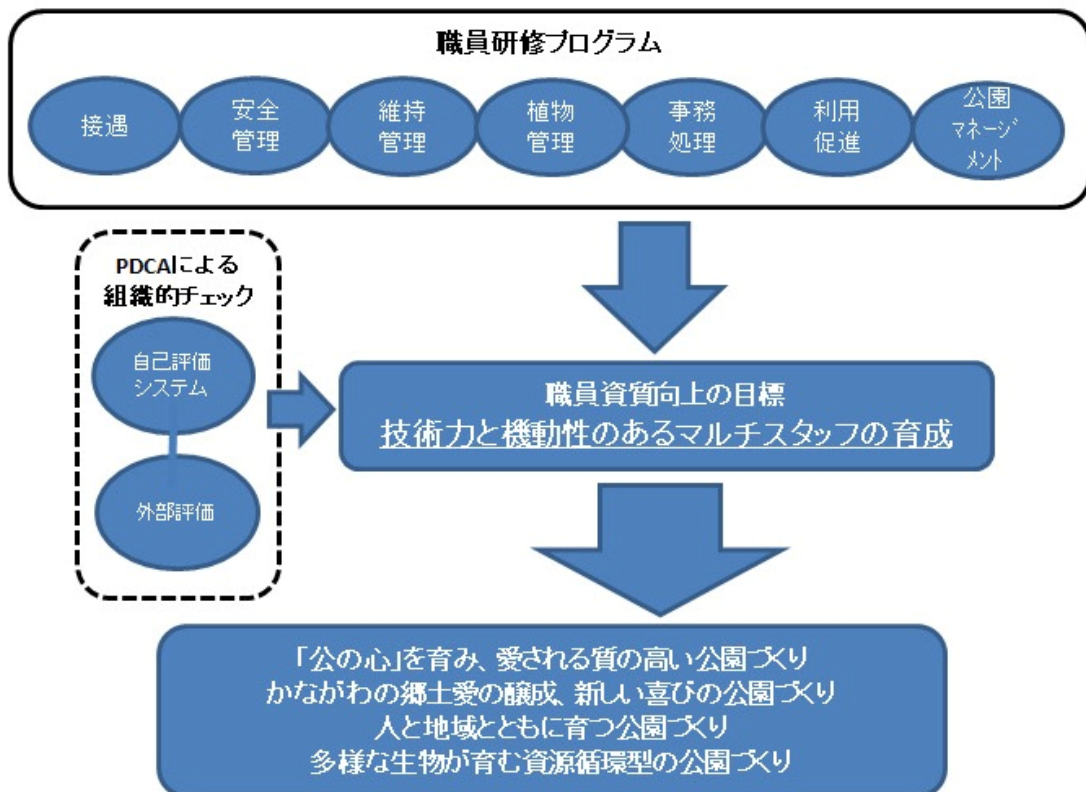 職員研修プログラム
接遇
安全
管理
維持
管理
植物
管理
事務
処理
利用
促進
公園
マネージ
メント
PDCAによる
組織的チェック
自己評価
システム
外部評価
職員資質向上の目標
技術力と機動性のあるマルチスタッフの育成
「公の心」を育み、愛される質の高い公園づくり
かながわの郷土愛の醸成、新しい喜びの公園づくり
人と地域とともに育つ公園づくり
多様な生物が育む資源循環型の公園づくり